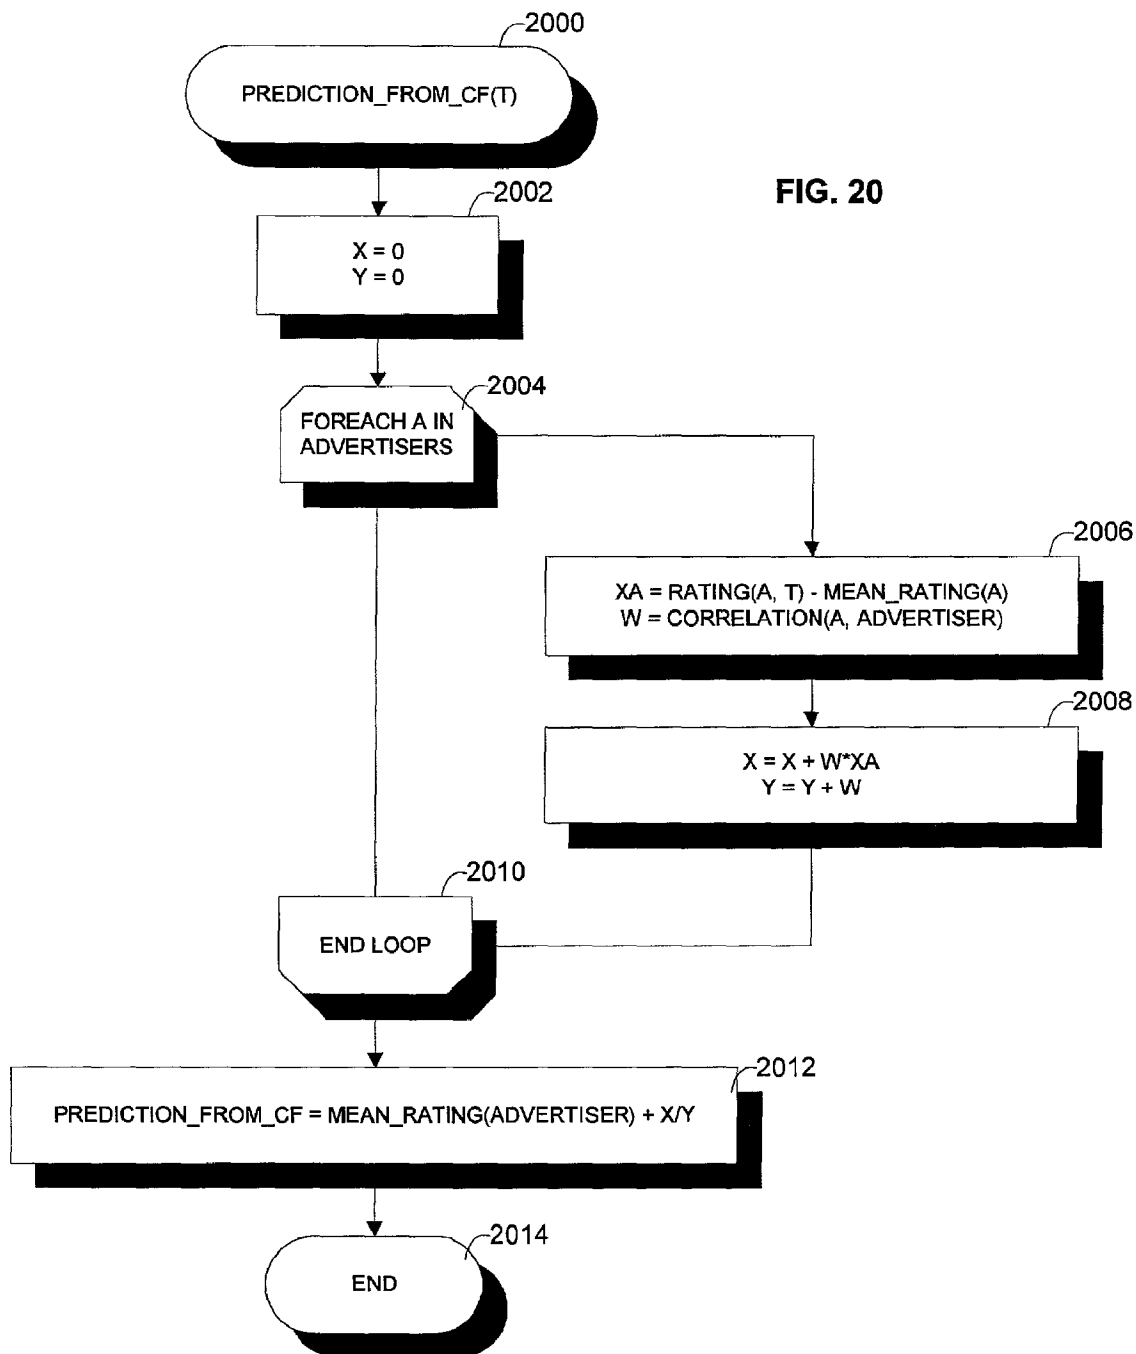 2000
PREDICTION_FROM_CF(T)
FIG. 20
2002
X = 0
Y = 0
2004
FOREACH A IN
ADVERTISERS
2006
XA = RATING(A, T) - MEAN_RATING(A)
W = CORRELATION(A, ADVERTISER)
2008
X = X + W*XA
Y = Y + W
2010
END LOOP
2012
PREDICTION_FROM_CF = MEAN_RATING(ADVERTISER) + X/Y
2014
END